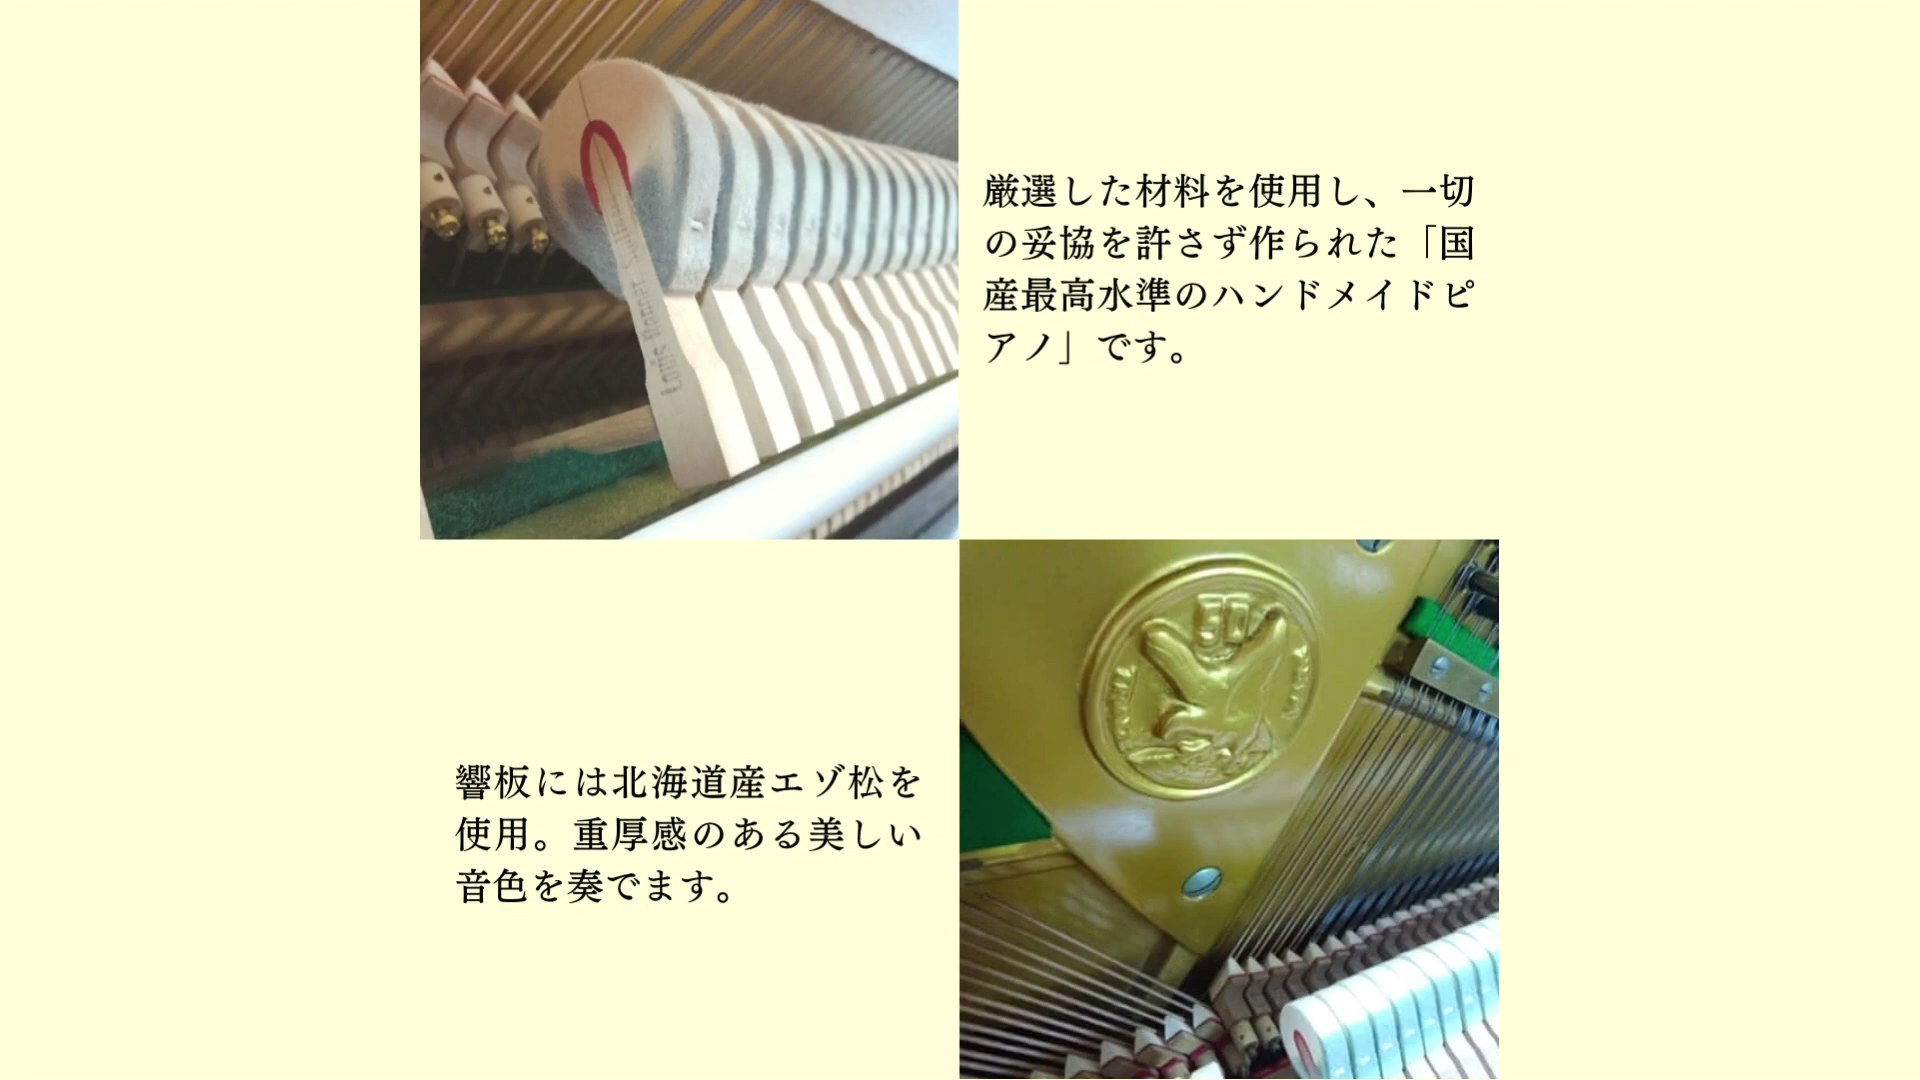 厳選した材料を使用し、一切
の妥協を許さず作られた「国
産最高水準のハンドメイドピ
アノ」です。
Louis Renner
響板には北海道産エゾ松を
使用。重厚感のある美しい
音色を奏でます。